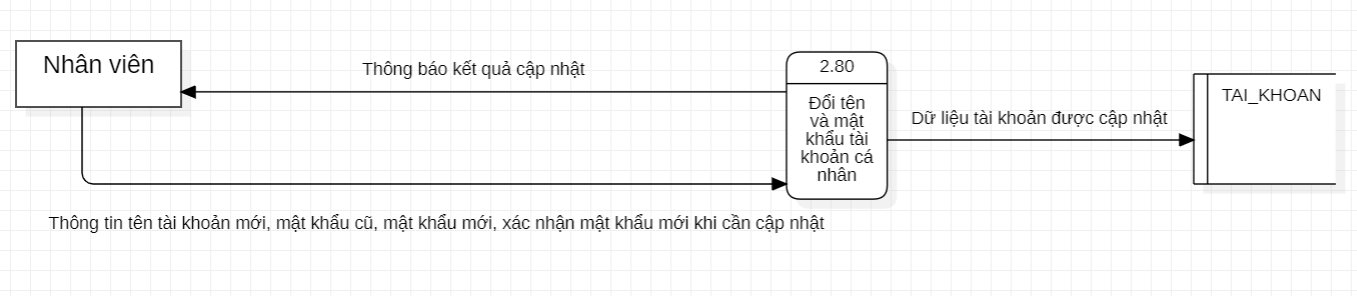 Nhân viên
Thông báo kết quả cập nhật
2.80
Đổi tên
và mật
khẩu tài
khoản cá
nhân
Dữ liệu tài khoản được cập nhật
TAI_KHOAN
Thông tin tên tài khoản mới, mật khẩu cũ, mật khẩu mới, xác nhận mật khẩu mới khi cần cập nhật